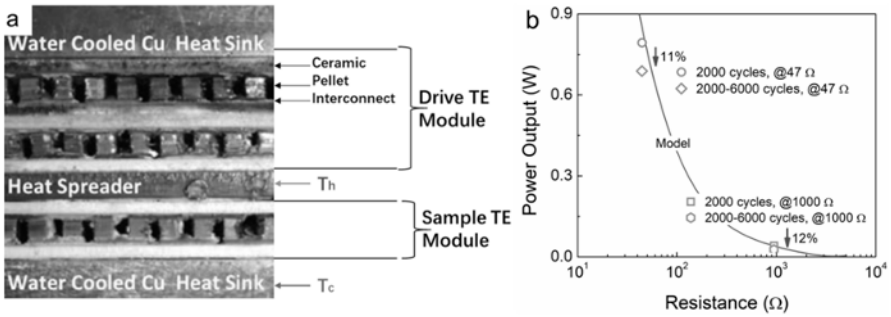 a
Water Cooled Cu Heat Sink
Ceramic
Pellet
Interconnect
Drive TE
Module
Heat Spreader
Th
Sample TE
Module
Water Cooled Cu Heat Sink
Tc
b
Power Output (W)
0.9
0.6
0.3
0.0
11%
2000 cycles, @47 Ω
2000-6000 cycles, @47 Ω
Model
2000 cycles, @1000 Ω
2000-6000 cycles, @1000 Ω
12%
10¹ 10² 10³ 10⁴
Resistance (Ω)